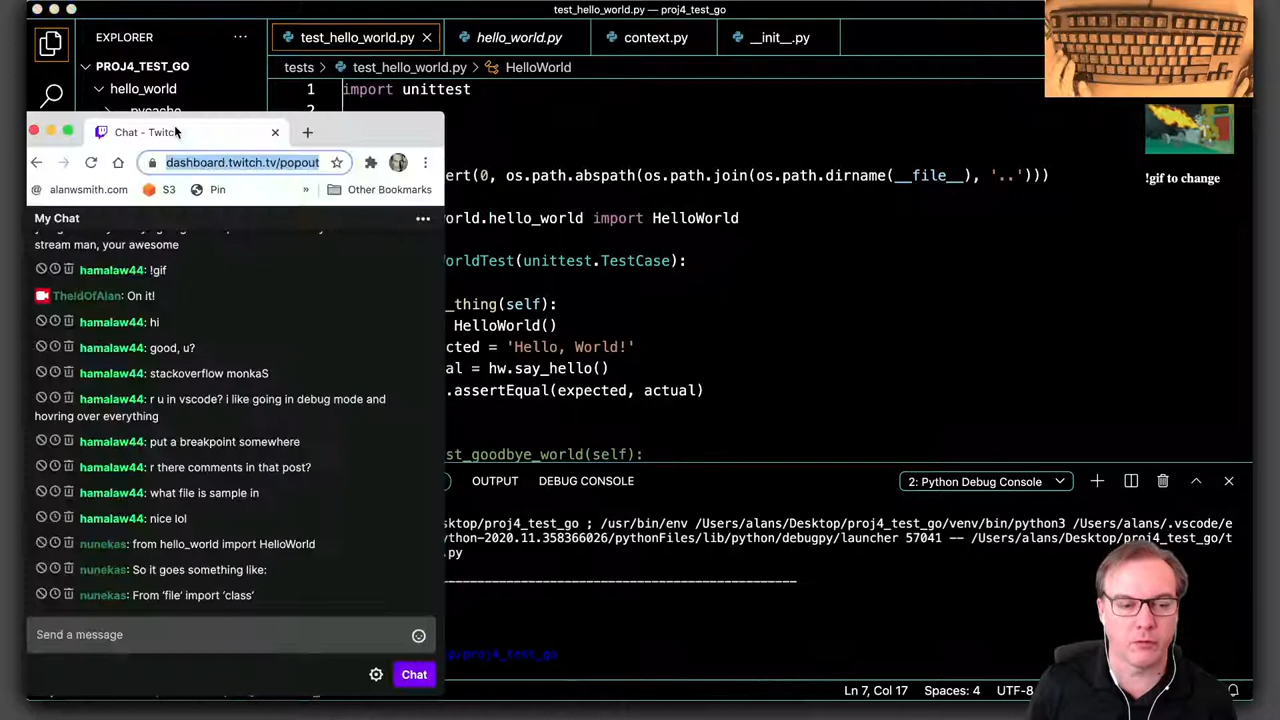 test_hello_world.py — proj4_test_go
EXPLORER
test_hello_world.py
hello_world.py
context.py
__init__.py
PROJ4_TEST_GO
tests > test_hello_world.py > HelloWorld
hello_world
1 import unittest
2
Chat - Twitc
dashboard.twitch.tv/popout
alanwsmith.com
S3
Pin
»
Other Bookmarks
ert(0, os.path.abspath(os.path.join(os.path.dirname(__file__), '..')))
!gif to change
My Chat
orld.hello_world import HelloWorld
stream man, your awesome
hamalaw44: !gif
TheIdOfAlan: On it!
hamalaw44: hi
hamalaw44: good, u?
hamalaw44: stackoverflow monkaS
hamalaw44: r u in vscode? i like going in debug mode and
hovring over everything
hamalaw44: put a breakpoint somewhere
hamalaw44: r there comments in that post?
hamalaw44: what file is sample in
hamalaw44: nice lol
nunekas: from hello_world import HelloWorld
nunekas: So it goes something like:
nunekas: From ‘file’ import ‘class’
Send a message
Chat
orldTest(unittest.TestCase):
_thing(self):
HelloWorld()
cted = 'Hello, World!'
al = hw.say_hello()
.assertEqual(expected, actual)
est_goodbye_world(self):
OUTPUT
DEBUG CONSOLE
2: Python Debug Console
sktop/proj4_test_go ; /usr/bin/env /Users/alans/Desktop/proj4_test_go/venv/bin/python3 /Users/alans/.vscode/e
ython-2020.11.358366026/pythonFiles/lib/python/debugpy/launcher 57041 -- /Users/alans/Desktop/proj4_test_go/t
.py
proj4_test_go
Ln 7, Col 17
Spaces: 4
UTF-8